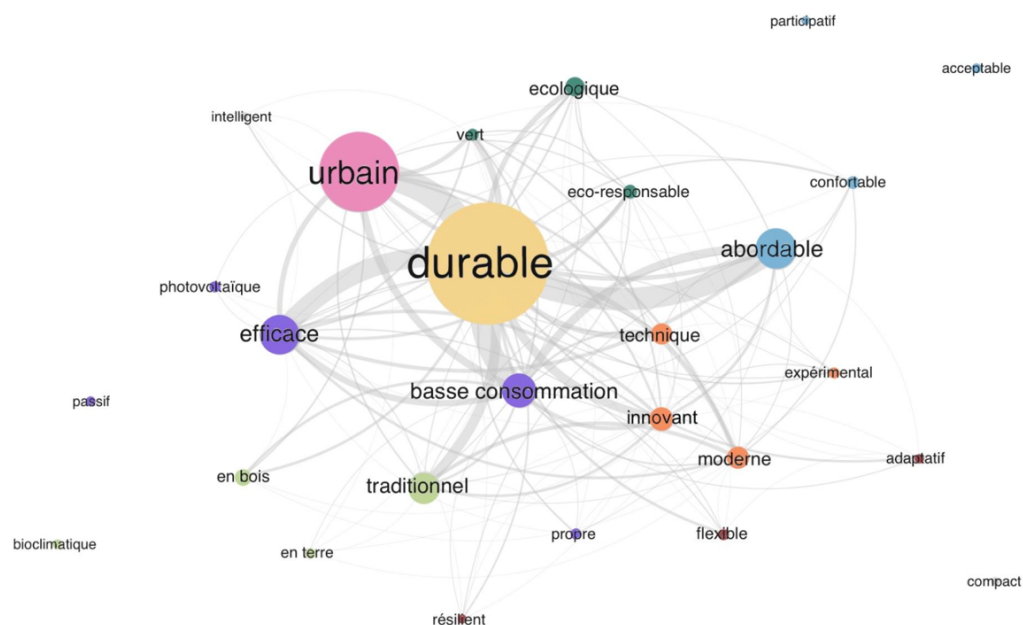 participatif
acceptable
ecologique
intelligent
vert
urbain
confortable
eco-responsable
abordable
durable
photovoltaïque
efficace
technique
expérimental
basse consommation
passif
innovant
moderne
adaptatif
en bois
traditionnel
propre
flexible
bioclimatique
en terre
compact
résilient